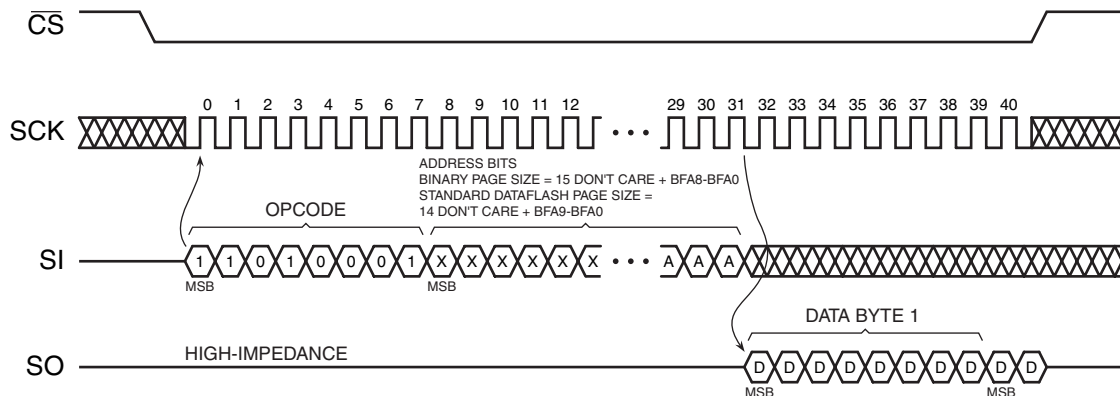 CS
SCK
0 1 2 3 4 5 6 7 8 9 10 11 12 29 30 31 32 33 34 35 36 37 38 39 40
ADDRESS BITS
BINARY PAGE SIZE = 15 DON'T CARE + BFA8-BFA0
STANDARD DATAFLASH PAGE SIZE =
14 DON'T CARE + BFA9-BFA0
OPCODE
SI
1 1 0 1 0 0 0 1 X X X X X X • • • A A A
MSB MSB
DATA BYTE 1
HIGH-IMPEDANCE
SO
D D D D D D D D D D
MSB MSB